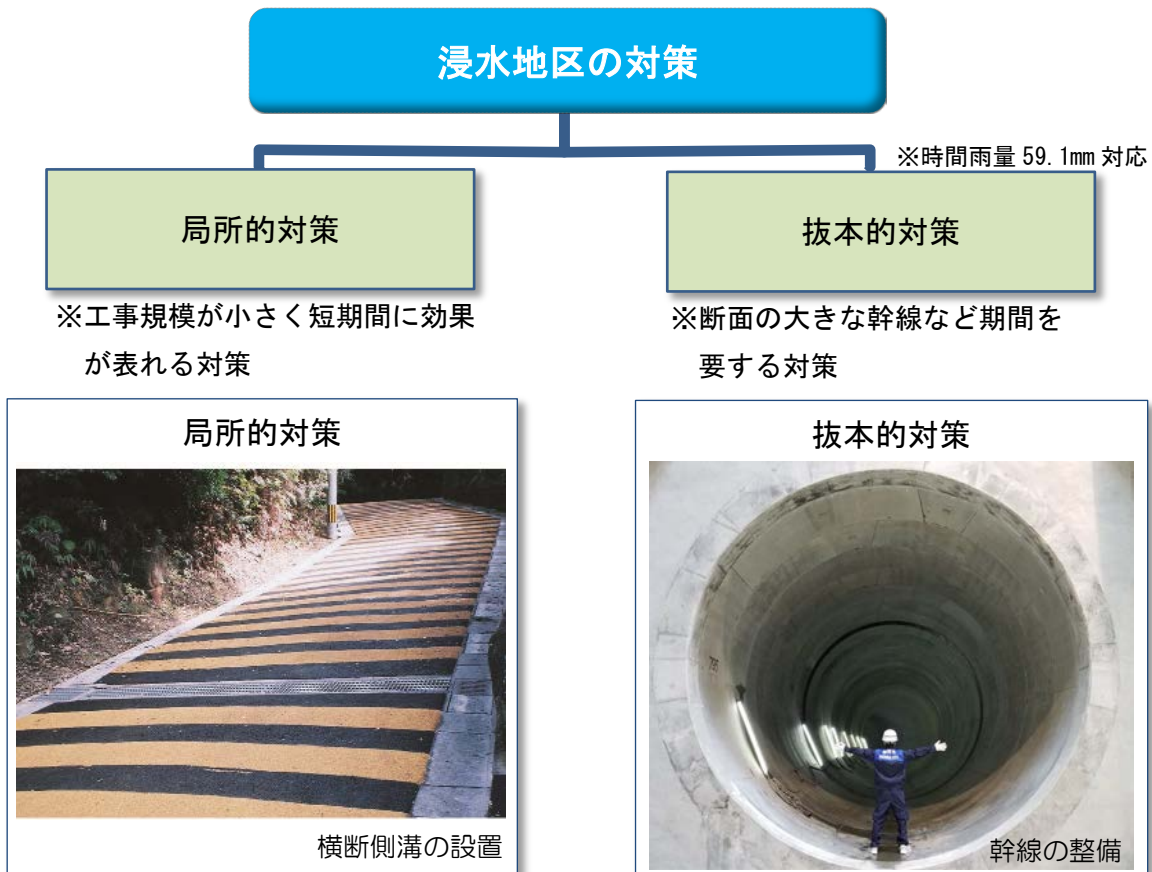 浸水地区の対策
※時間雨量 59.1mm 対応
局所的対策
抜本的対策
※工事規模が小さく短期間に効果
が表れる対策
※断面の大きな幹線など期間を
要する対策
局所的対策
横断側溝の設置
抜本的対策
幹線の整備